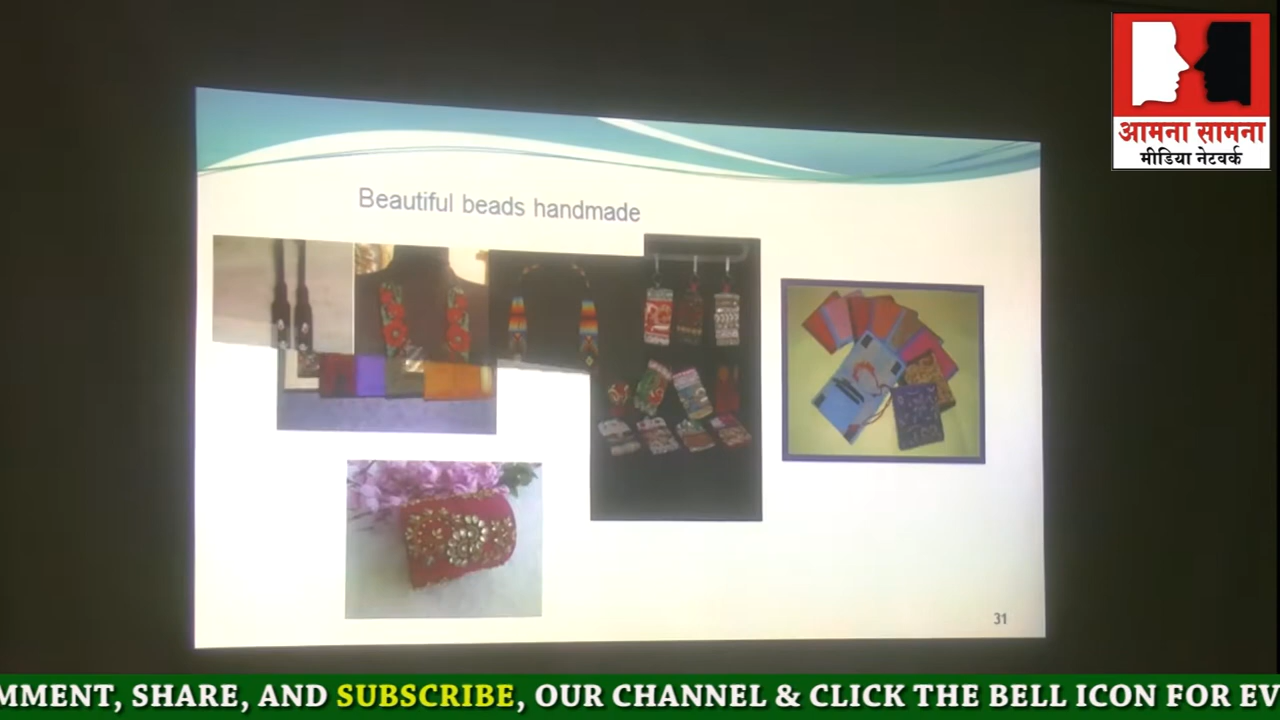 आमना सामना
मीडिया नेटवर्क
Beautiful beads handmade
31
MMENT, SHARE, AND SUBSCRIBE, OUR CHANNEL & CLICK THE BELL ICON FOR EV